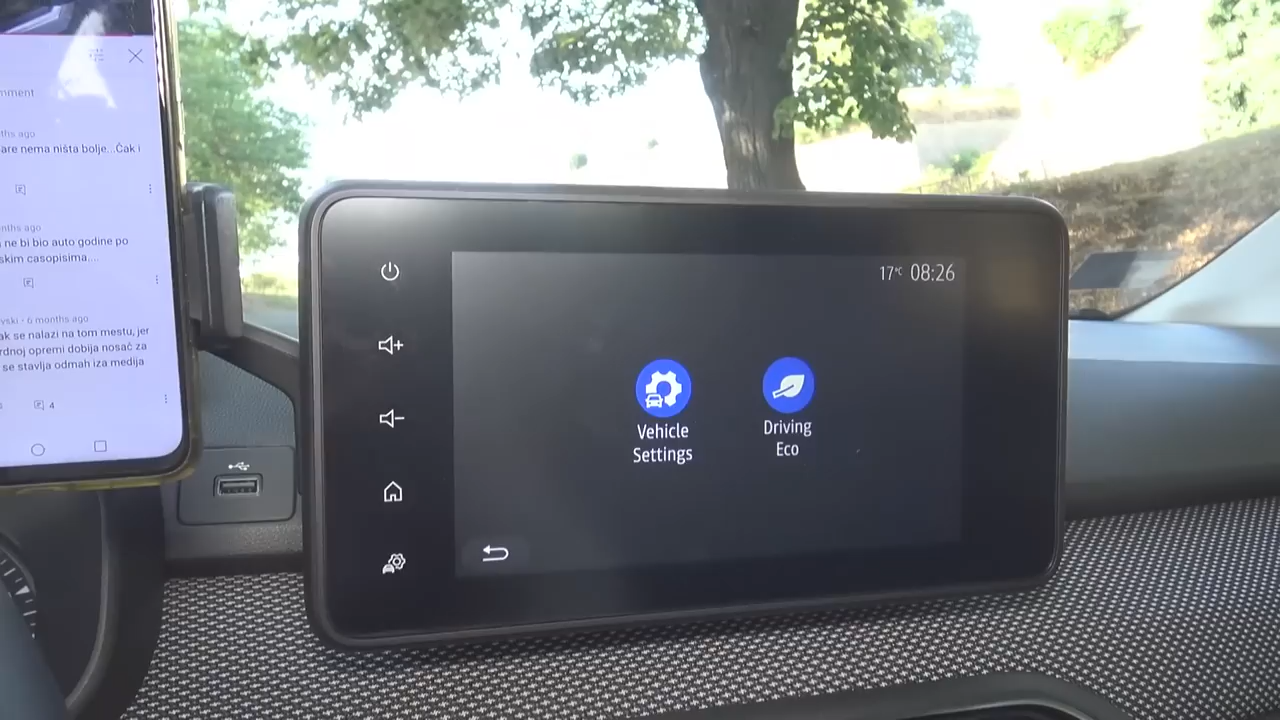 mment
ths ago
are nema ništa bolje...Čak i
nths ago
ne bi bio auto godine po
skim casopisima....
vski - 6 months ago
ak se nalazi na tom mestu, jer
rdnoj opremi dobija nosač za
se stavlja odmah iza medija
4
17°C 08:26
Vehicle
Settings
Driving
Eco